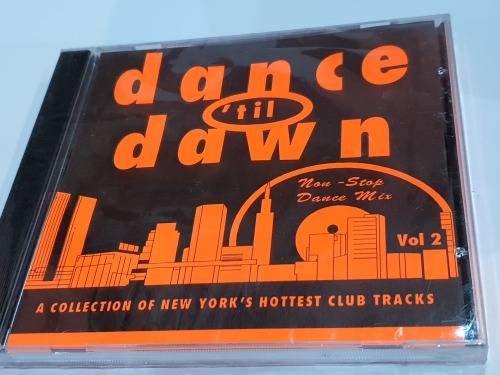 dance
'til
dawn
Non-Stop
Dance Mix
Vol 2
A COLLECTION OF NEW YORK'S HOTTEST CLUB TRACKS